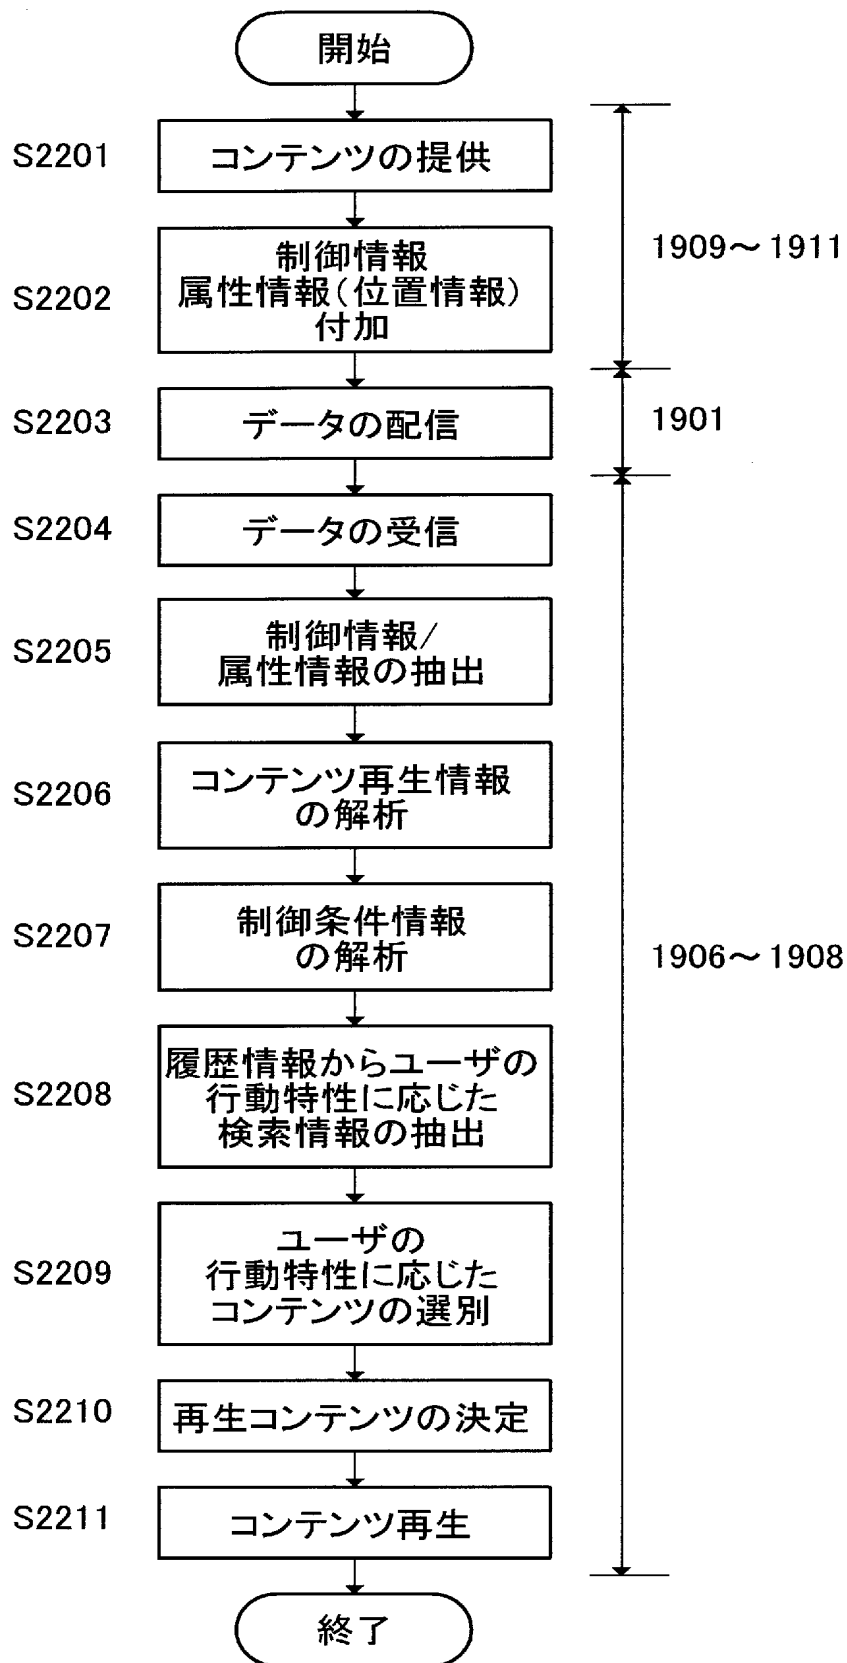 開始
S2201
コンテンツの提供
S2202
制御情報
属性情報(位置情報)
付加
1909～1911
S2203
データの配信
1901
S2204
データの受信
S2205
制御情報/
属性情報の抽出
S2206
コンテンツ再生情報
の解析
S2207
制御条件情報
の解析
1906～1908
S2208
履歴情報からユーザの
行動特性に応じた
検索情報の抽出
S2209
ユーザの
行動特性に応じた
コンテンツの選別
S2210
再生コンテンツの決定
S2211
コンテンツ再生
終了